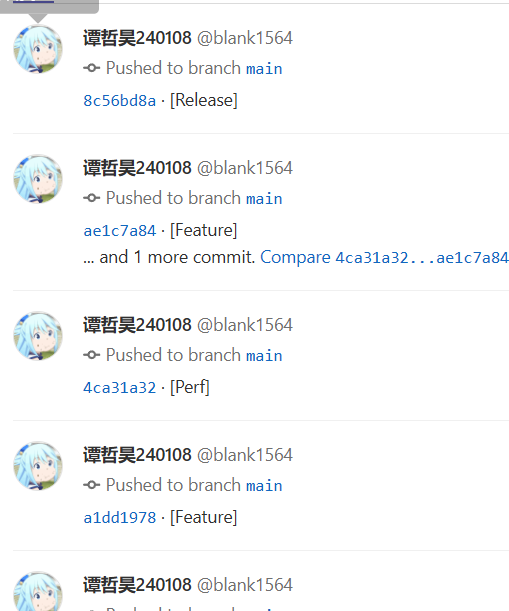 谭哲昊240108 @blank1564
Pushed to branch main
8c56bd8a · [Release]
谭哲昊240108 @blank1564
Pushed to branch main
ae1c7a84 · [Feature]
... and 1 more commit. Compare 4ca31a32...ae1c7a84
谭哲昊240108 @blank1564
Pushed to branch main
4ca31a32 · [Perf]
谭哲昊240108 @blank1564
Pushed to branch main
a1dd1978 · [Feature]
谭哲昊240108 @blank1564
Pushed to branch main